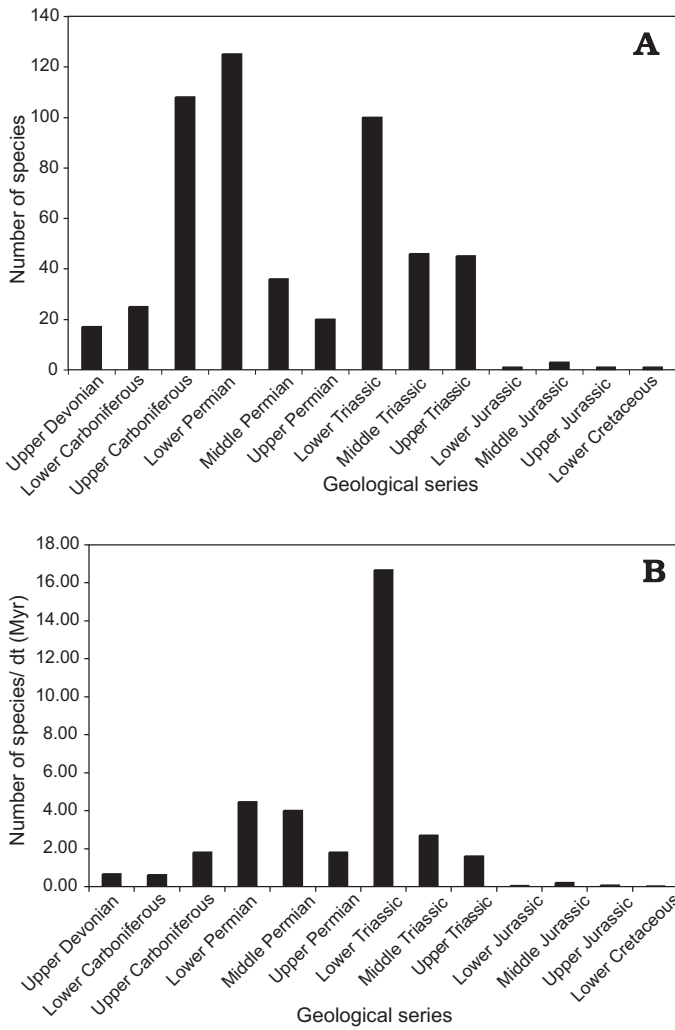 A
140
120
100
80
60
40
20
0
Number of species
Upper Devonian
Lower Carboniferous
Upper Carboniferous
Lower Permian
Middle Permian
Upper Permian
Lower Triassic
Middle Triassic
Upper Triassic
Lower Jurassic
Middle Jurassic
Upper Jurassic
Lower Cretaceous
Geological series
B
18.00
16.00
14.00
12.00
10.00
8.00
6.00
4.00
2.00
0.00
Number of species/ dt (Myr)
Upper Devonian
Lower Carboniferous
Upper Carboniferous
Lower Permian
Middle Permian
Upper Permian
Lower Triassic
Middle Triassic
Upper Triassic
Lower Jurassic
Middle Jurassic
Upper Jurassic
Lower Cretaceous
Geological series